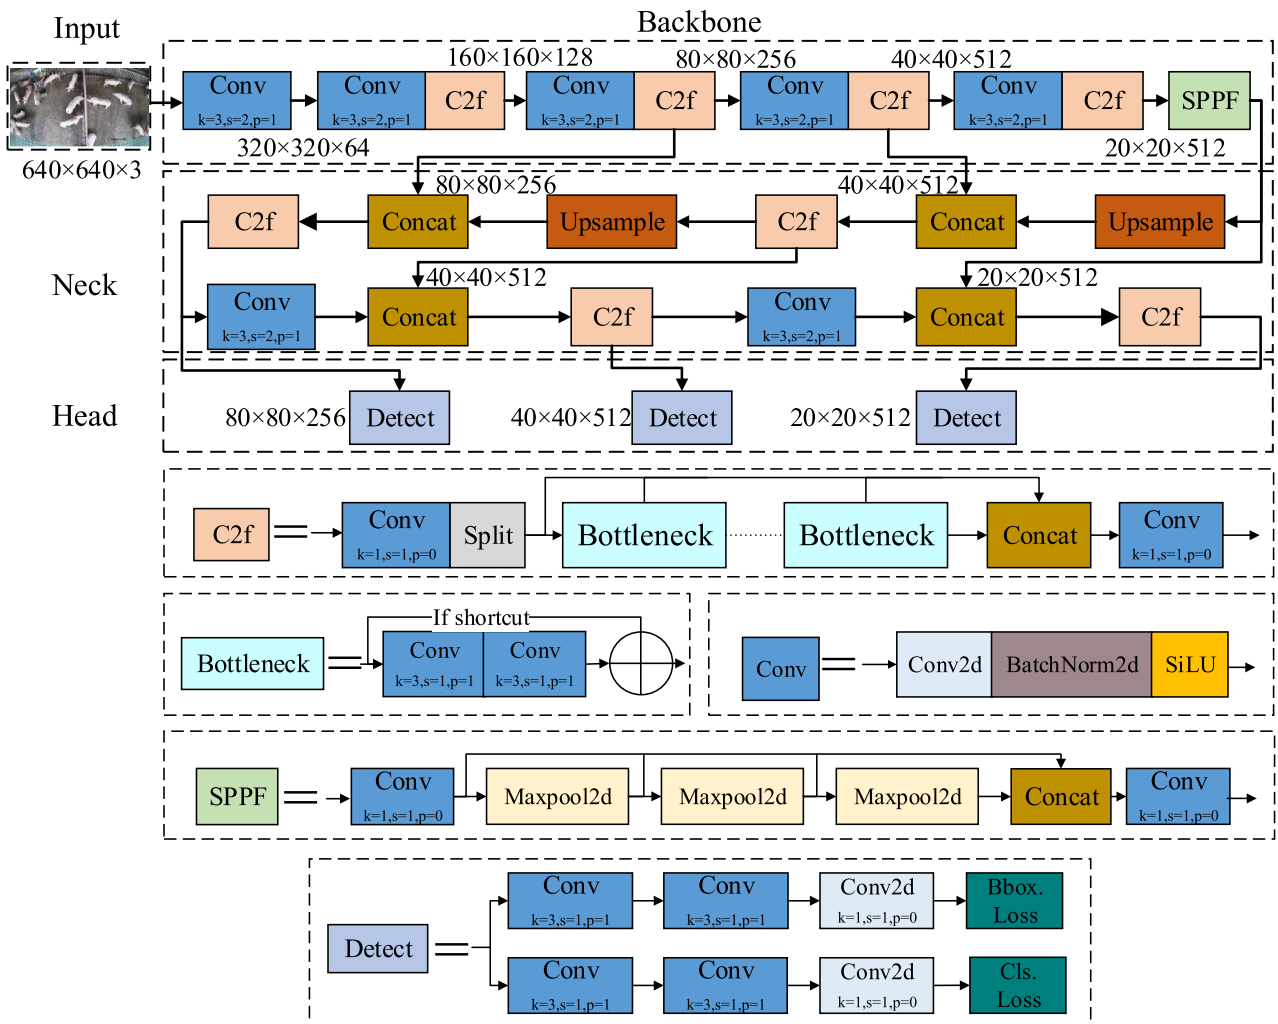 Input
Backbone
160×160×128
80×80×256
40×40×512
Conv
k=3,s=2,p=1
Conv
k=3,s=2,p=1
C2f
Conv
k=3,s=2,p=1
C2f
Conv
k=3,s=2,p=1
C2f
Conv
k=3,s=2,p=1
C2f
SPPF
640×640×3
320×320×64
20×20×512
Neck
80×80×256
40×40×512
C2f
Concat
Upsample
C2f
Concat
Upsample
40×40×512
20×20×512
Conv
k=3,s=2,p=1
Concat
C2f
Conv
k=3,s=2,p=1
Concat
C2f
Head
80×80×256
Detect
40×40×512
Detect
20×20×512
Detect
C2f
Conv
k=1,s=1,p=0
Split
Bottleneck
Bottleneck
Concat
Conv
k=1,s=1,p=0
Bottleneck
If shortcut
Conv
k=3,s=1,p=1
Conv
k=3,s=1,p=1
Conv
Conv2d
BatchNorm2d
SiLU
SPPF
Conv
k=1,s=1,p=0
Maxpool2d
Maxpool2d
Maxpool2d
Concat
Conv
k=1,s=1,p=0
Detect
Conv
k=3,s=1,p=1
Conv
k=3,s=1,p=1
Conv2d
k=1,s=1,p=0
Bbox.
Loss
Conv
k=3,s=1,p=1
Conv
k=3,s=1,p=1
Conv2d
k=1,s=1,p=0
Cls.
Loss